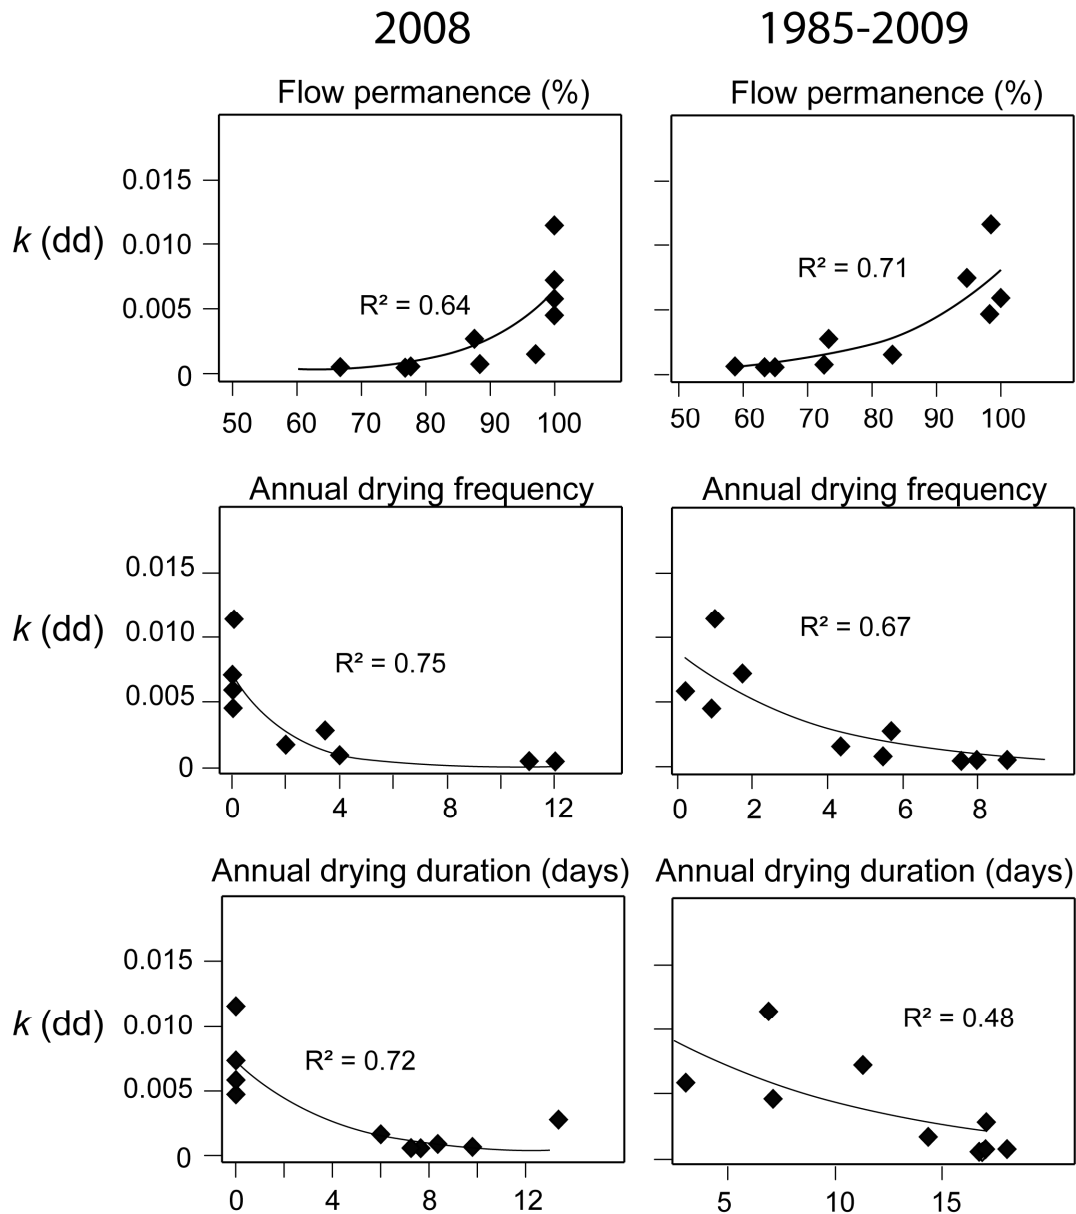 2008 1985-2009
Flow permanence (%) Flow permanence (%)
0.015
k (dd) 0.010
R² = 0.71
0.005 R² = 0.64
0
50 60 70 80 90 100 50 60 70 80 90 100
Annual drying frequency Annual drying frequency
0.015
k (dd) 0.010 R² = 0.67
R² = 0.75
0.005
0
0 4 8 12 0 2 4 6 8
Annual drying duration (days) Annual drying duration (days)
0.015
k (dd) 0.010 R² = 0.48
R² = 0.72
0.005
0
0 4 8 12 5 10 15